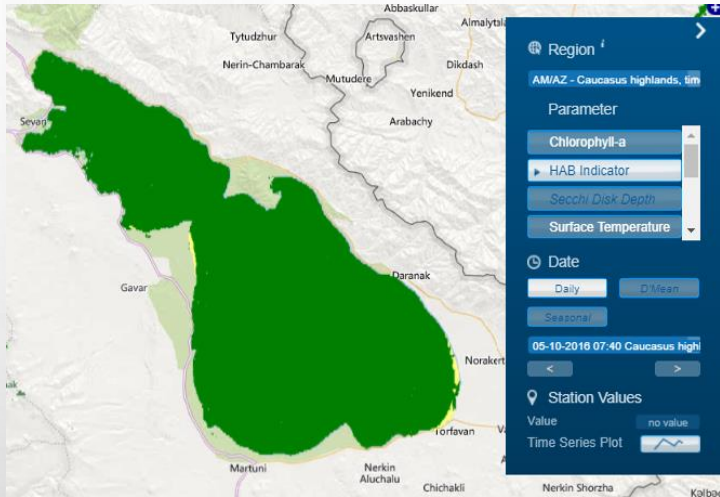 Abbaskullar
Tytudzhur
Artsvashen
Nerin-Chambarak
Dikdash
Mutudere
Yenikend
Arabachy
Sevan
Gavar
Daranak
Torfavan
Martuni
Nerkin
Aluchalu
Chichakli
Nerkin Shorzha
Region i
AM/AZ - Caucasus highlands, tim
Parameter
Chlorophyll-a
HAB Indicator
Secchi Disk Depth
Surface Temperature
Date
Daily
D'Mean
Seasonal
05-10-2016 07:40 Caucasus highl
<
>
Station Values
Value
no value
Time Series Plot